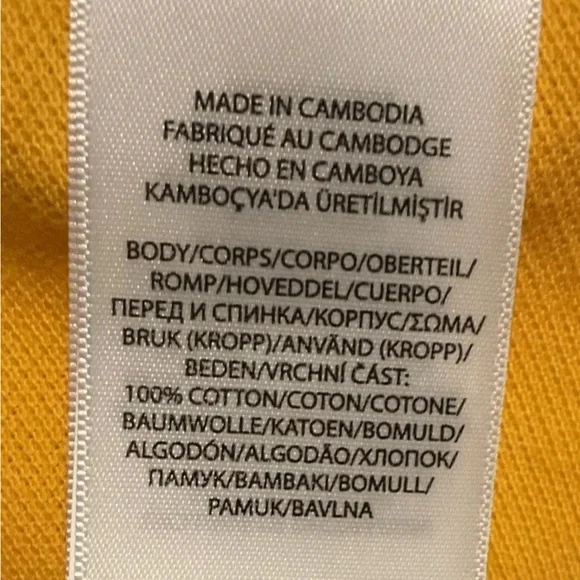 MADE IN CAMBODIA
FABRIQUÉ AU CAMBODGE
HECHO EN CAMBOYA
KAMBOÇYA'DA ÜRETİLMİŞTİR
BODY/CORPS/CORPO/OBERTEIL/
ROMP/HOVEDDEL/CUERPO/
ПЕРЕД И СПИНКА/КОРПУС/ΣΩΜΑ/
BRUK (KROPP)/ANVÄND (KROPP)/
BEDEN/VRCHNÍ ČÁST:
100% COTTON/COTON/COTONE/
BAUMWOLLE/KATOEN/BOMULD/
ALGODÓN/ALGODÃO/ХЛОПОК/
ПАМУК/BAMBAKI/BOMULL/
PAMUK/BAVLNA